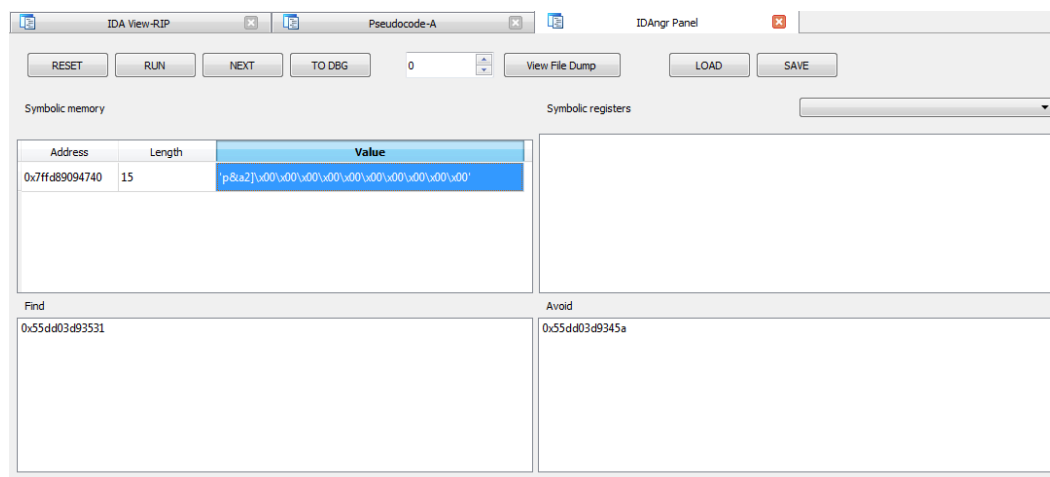 IDA View-RIP Pseudocode-A IDAngr Panel
RESET RUN NEXT TO DBG 0 View File Dump LOAD SAVE
Symbolic memory Symbolic registers
Address Length Value
0x7ffd89094740 15 'p&a2]\x00\x00\x00\x00\x00\x00\x00\x00\x00\x00'
Find Avoid
0x55dd03d93531 0x55dd03d9345a